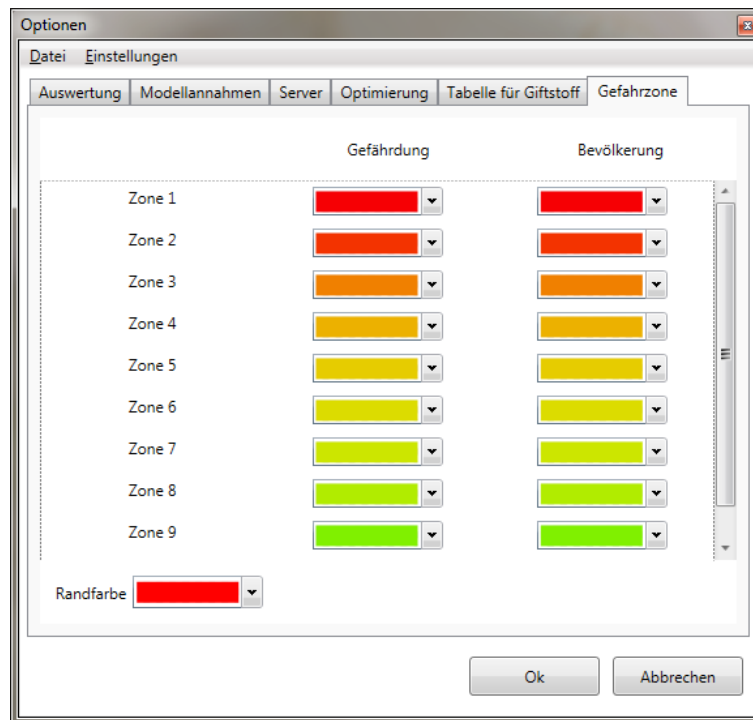 Optionen
Datei Einstellungen
Auswertung Modellannahmen Server Optimierung Tabelle für Giftstoff Gefahrzone
Gefährdung Bevölkerung
Zone 1
Zone 2
Zone 3
Zone 4
Zone 5
Zone 6
Zone 7
Zone 8
Zone 9
Randfarbe
Ok Abbrechen